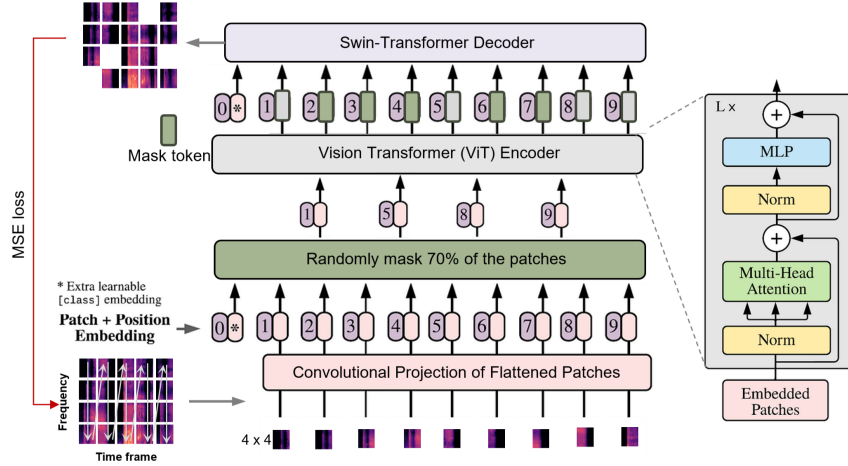 Swin-Transformer Decoder
0 * 1 2 3 4 5 6 7 8 9
Mask token
Vision Transformer (ViT) Encoder
1 5 8 9
Randomly mask 70% of the patches
* Extra learnable
[class] embedding
Patch + Position
Embedding
0 * 1 2 3 4 5 6 7 8 9
Convolutional Projection of Flattened Patches
4 x 4
MSE loss
Frequency
Time frame
L ×
+
MLP
Norm
+
Multi-Head
Attention
Norm
Embedded
Patches